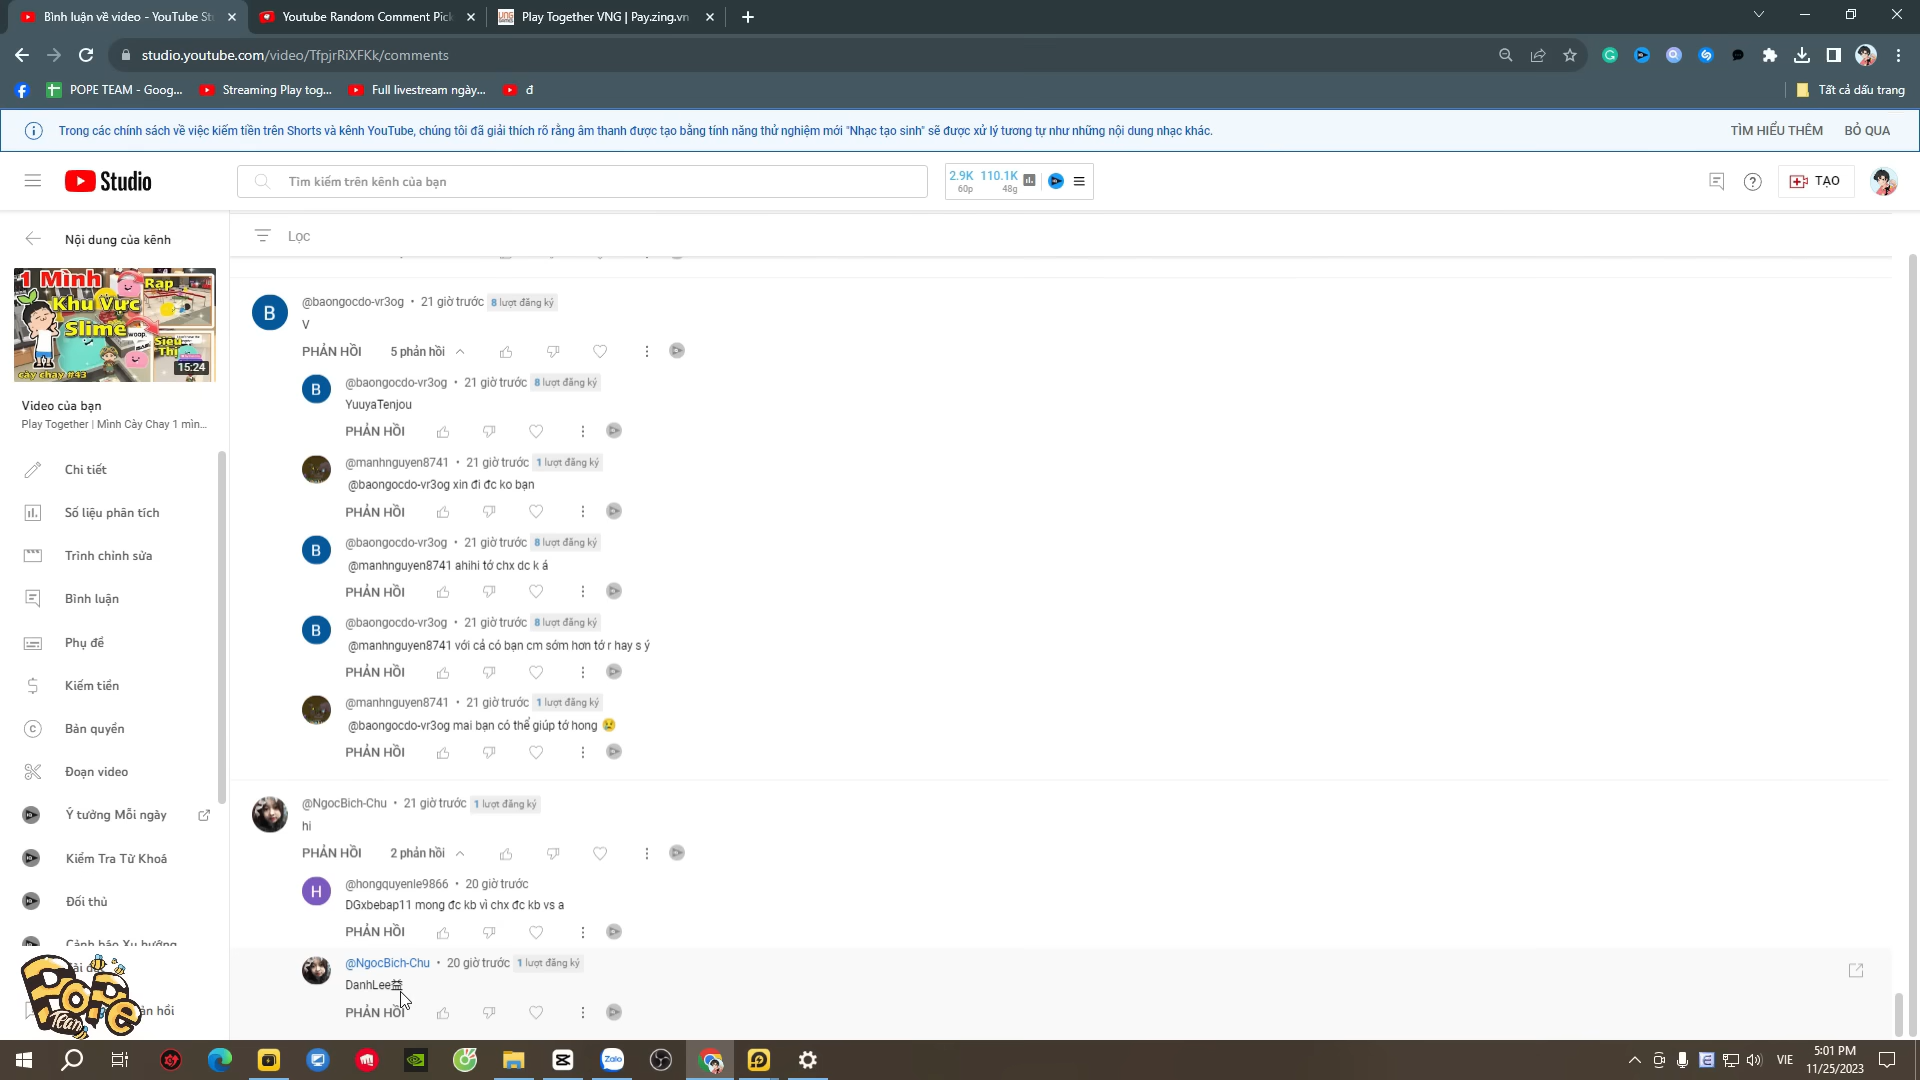 Bình luận về video - YouTube St
Youtube Random Comment Pick
Play Together VNG | Pay.zing.vn
studio.youtube.com/video/TfpjrRiXFKk/comments
POPE TEAM - Goog...
Streaming Play tog...
Full livestream ngày...
đ
Tất cả dấu trang
Trong các chính sách về việc kiếm tiền trên Shorts và kênh YouTube, chúng tôi đã giải thích rõ rằng âm thanh được tạo bằng tính năng thử nghiệm mới "Nhạc tạo sinh" sẽ được xử lý tương tự như những nội dung nhạc khác.
TÌM HIỂU THÊM
BỎ QUA
Studio
Tìm kiếm trên kênh của bạn
2.9K 110.1K
60p 48g
TẠO
Nội dung của kênh
Lọc
1 Mình
Khu Vực
Slime
Rap
Siêu
Thị
cày chay #43
15:24
Video của bạn
Play Together | Mình Cày Chay 1 mìn...
Chi tiết
Số liệu phân tích
Trình chỉnh sửa
Bình luận
Phụ đề
Kiếm tiền
Bản quyền
Đoạn video
Ý tưởng Mỗi ngày
Kiểm Tra Từ Khoá
Đối thủ
Cảnh báo Xu hướng
PoPe
Team
B
@baongocdo-vr3og • 21 giờ trước 8 lượt đăng ký
V
PHẢN HỒI 5 phản hồi
B
@baongocdo-vr3og • 21 giờ trước 8 lượt đăng ký
YuuyaTenjou
PHẢN HỒI
@manhnguyen8741 • 21 giờ trước 1 lượt đăng ký
@baongocdo-vr3og xin đi đc ko bạn
PHẢN HỒI
B
@baongocdo-vr3og • 21 giờ trước 8 lượt đăng ký
@manhnguyen8741 ahihi tớ chx dc k á
PHẢN HỒI
B
@baongocdo-vr3og • 21 giờ trước 8 lượt đăng ký
@manhnguyen8741 với cả có bạn cm sớm hơn tớ r hay s ý
PHẢN HỒI
@manhnguyen8741 • 21 giờ trước 1 lượt đăng ký
@baongocdo-vr3og mai bạn có thể giúp tớ hong 😢
PHẢN HỒI
@NgocBich-Chu • 21 giờ trước 1 lượt đăng ký
hi
PHẢN HỒI 2 phản hồi
H
@hongquyenle9866 • 20 giờ trước
DGxbebap11 mong đc kb vì chx đc kb vs a
PHẢN HỒI
@NgocBich-Chu • 20 giờ trước 1 lượt đăng ký
DanhLee益
PHẢN HỒI
Zalo
VIE
5:01 PM
11/25/2023